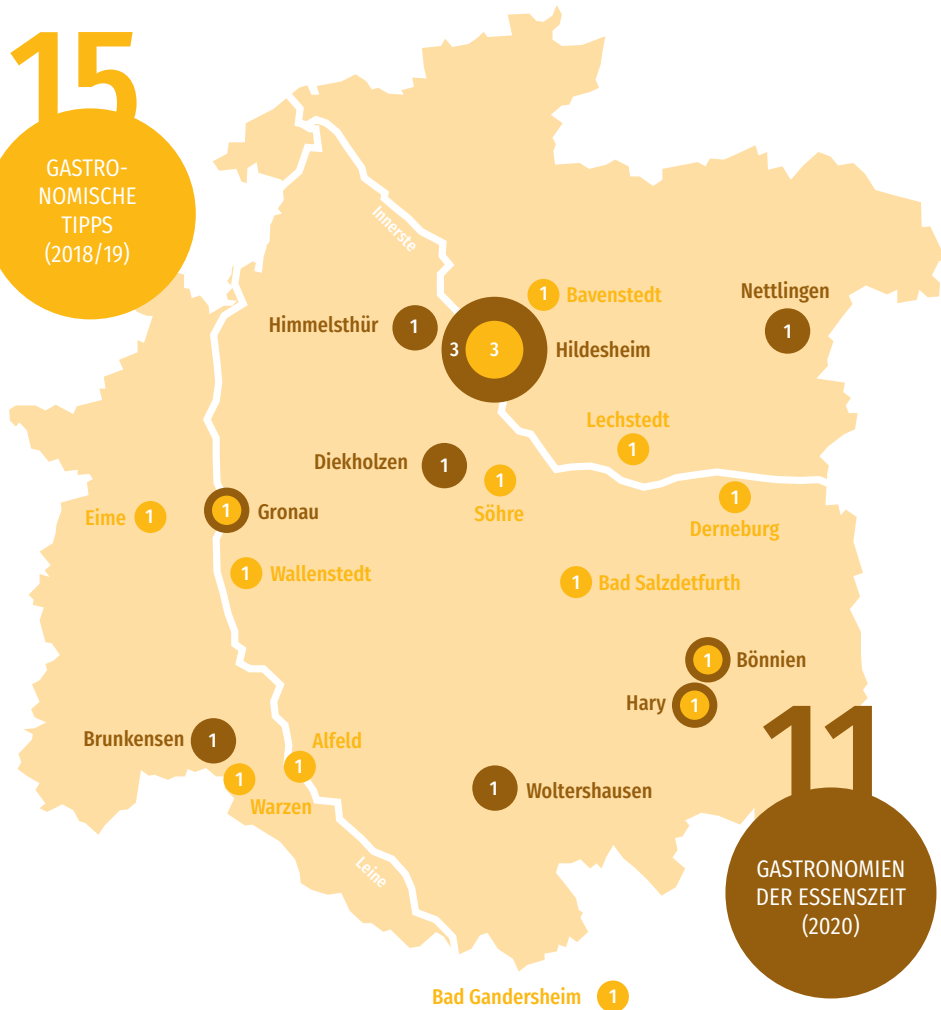 15
GASTRO-
NOMISCHE
TIPPS
(2018/19)
Innerste
1 Bavenstedt
Nettlingen
1
Himmelsthür 1
3 3 Hildesheim
Lechstedt
1
Diekholzen 1
1
Söhre
1
Derneburg
Eime 1
1 Gronau
1 Wallenstedt
1 Bad Salzdetfurth
1 Bönnien
Hary 1
Brunkensen 1
Alfeld
1
1
Warzen
1 Woltershausen
Leine
11
GASTRONOMIEN
DER ESSENSZEIT
(2020)
Bad Gandersheim 1